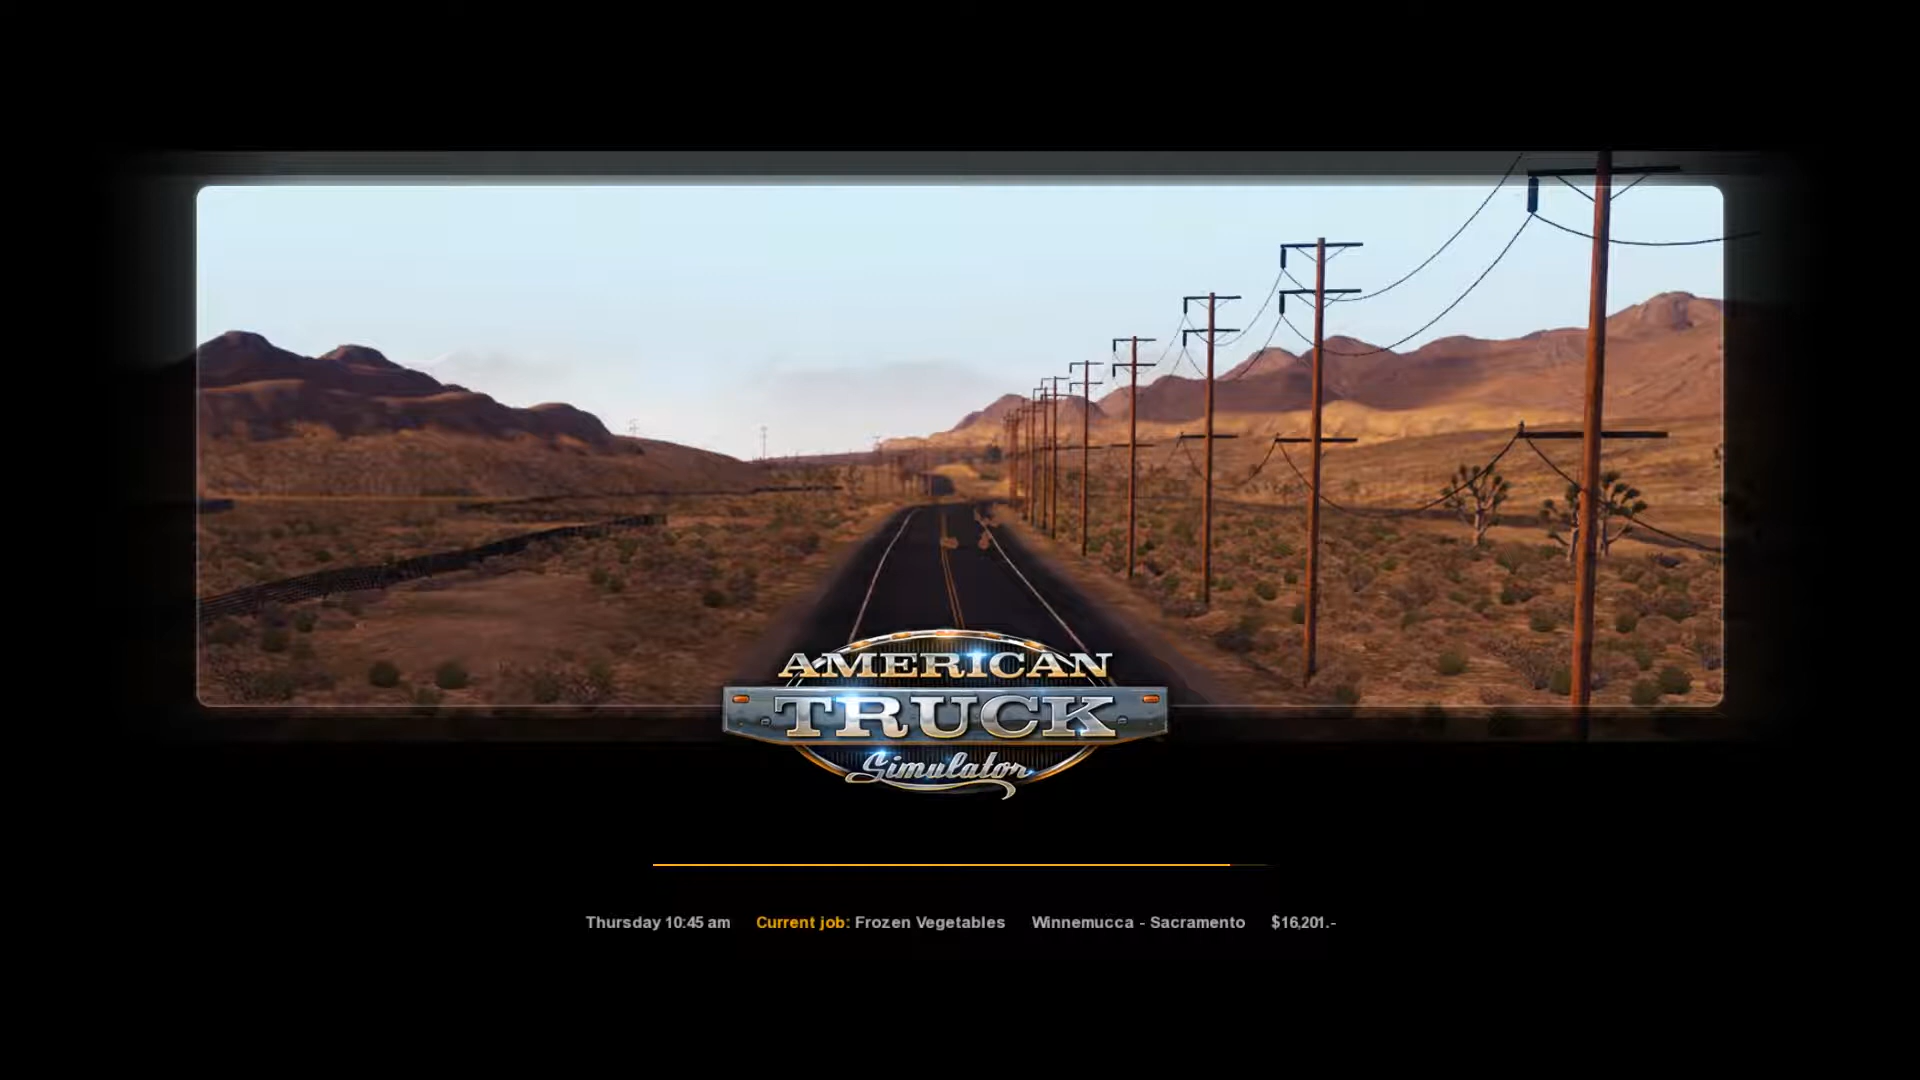 AMERICAN
TRUCK
Simulator
Thursday 10:45 am Current job: Frozen Vegetables Winnemucca - Sacramento $16,201.-